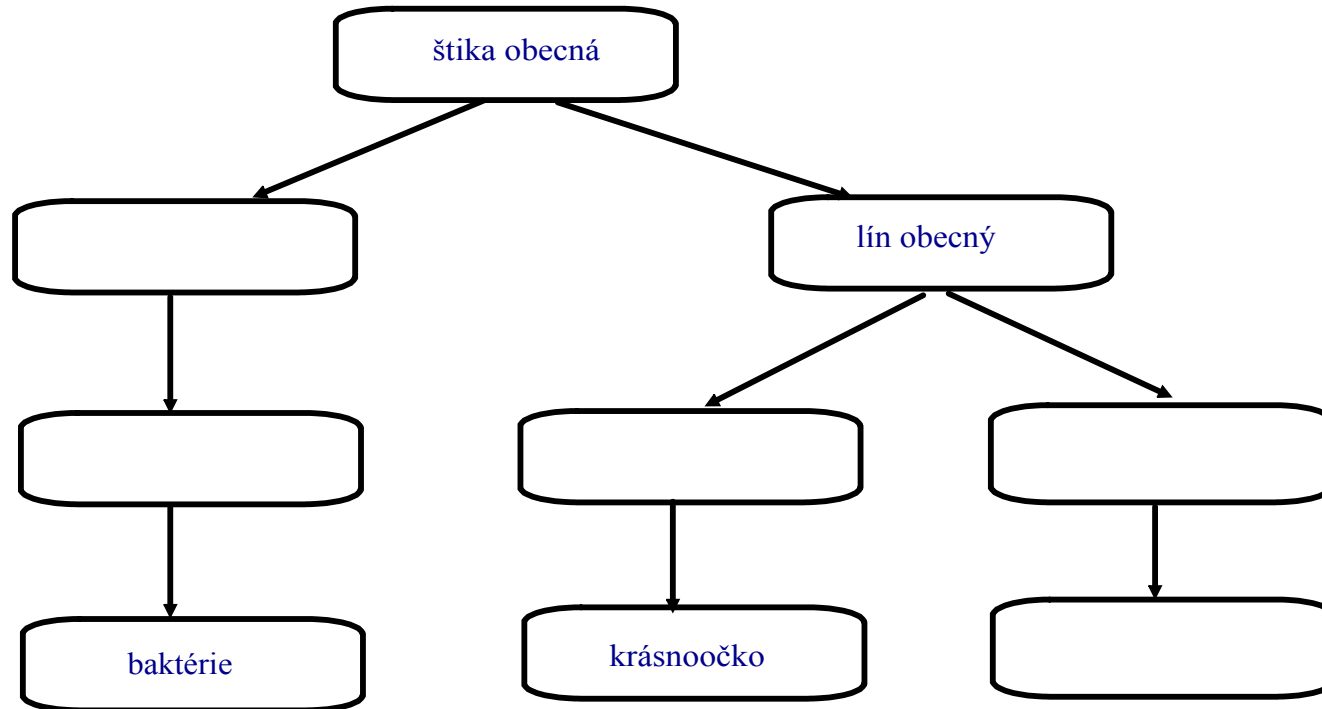 štika obecná
lín obecný
baktérie
krásnoočko